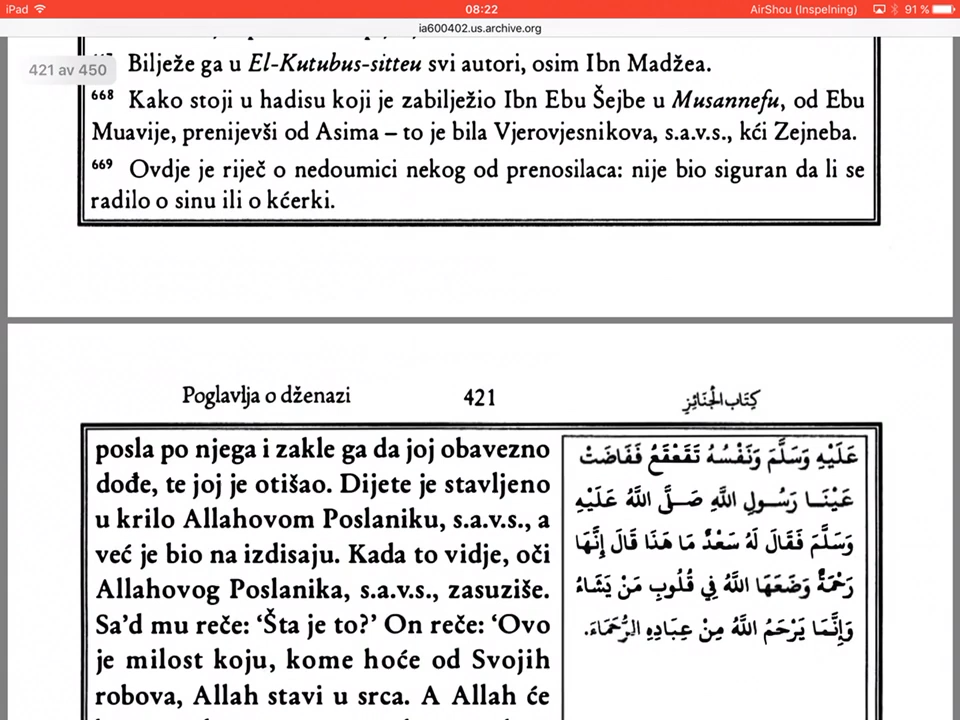 iPad 08:22 AirShou (Inspelning) 91 %
ia600402.us.archive.org
421 av 450
Bilježe ga u El-Kutubus-sitteu svi autori, osim Ibn Madžea.
668 Kako stoji u hadisu koji je zabilježio Ibn Ebu Šejbe u Musannefu, od Ebu
Muavije, prenijevši od Asima – to je bila Vjerovjesnikova, s.a.v.s., kći Zejneba.
669 Ovdje je riječ o nedoumici nekog od prenosilaca: nije bio siguran da li se
radilo o sinu ili o kćerki.
Poglavlja o dženazi 421 كِتَاب الْجَنَائِزِ
posla po njega i zakle ga da joj obavezno
dođe, te joj je otišao. Dijete je stavljeno
u krilo Allahovom Poslaniku, s.a.v.s., a
već je bio na izdisaju. Kada to vidje, oči
Allahovog Poslanika, s.a.v.s., zasuziše.
Sa’d mu reče: ‘Šta je to?’ On reče: ‘Ovo
je milost koju, kome hoće od Svojih
robova, Allah stavi u srca. A Allah će
عَلَيْهِ وَسَلَّمَ وَنَفْسُهُ تَقَعْقَعُ فَفَاضَتْ
عَيْنَـا رَسُـولِ اللَّهِ صَـلَّى اللَّهُ عَلَيْهِ
وَسَلَّمَ فَقَالَ لَهُ سَعْدٌ مَا هَذَا قَالَ إِنَّهَا
رَحْمَةٌ وَضَعَهَا اللَّهُ فِي قُلُوبِ مَنْ يَشَاءُ
وَإِنَّمَا يَرْحَمُ اللَّهُ مِنْ عِبَادِهِ الرُّحَمَاءَ.